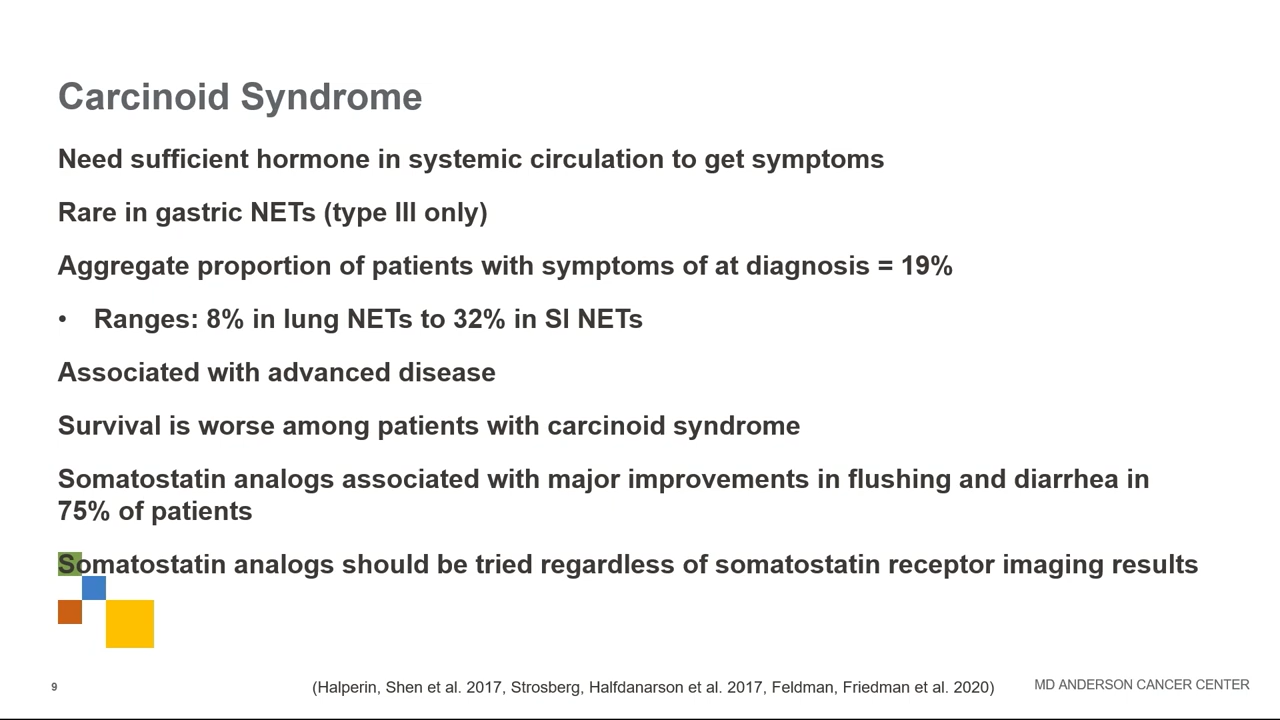 Carcinoid Syndrome
Need sufficient hormone in systemic circulation to get symptoms
Rare in gastric NETs (type III only)
Aggregate proportion of patients with symptoms of at diagnosis = 19%
• Ranges: 8% in lung NETs to 32% in SI NETs
Associated with advanced disease
Survival is worse among patients with carcinoid syndrome
Somatostatin analogs associated with major improvements in flushing and diarrhea in
75% of patients
Somatostatin analogs should be tried regardless of somatostatin receptor imaging results
9
(Halperin, Shen et al. 2017, Strosberg, Halfdanarson et al. 2017, Feldman, Friedman et al. 2020)
MD ANDERSON CANCER CENTER